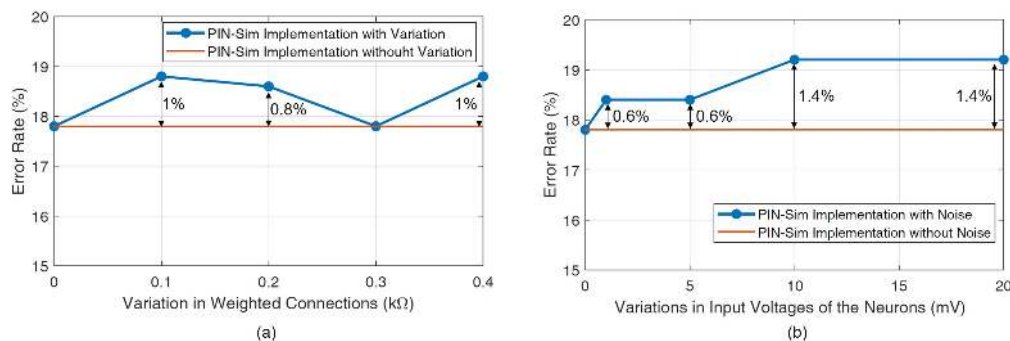 20
19
18
17
16
15
Error Rate (%)
PIN-Sim Implementation with Variation
PIN-Sim Implementation withouht Variation
1%
0.8%
1%
0 0.1 0.2 0.3 0.4
Variation in Weighted Connections (kΩ)
(a)
20
19
18
17
16
15
Error Rate (%)
0.6%
0.6%
1.4%
1.4%
PIN-Sim Implementation with Noise
PIN-Sim Implementation without Noise
0 5 10 15 20
Variations in Input Voltages of the Neurons (mV)
(b)